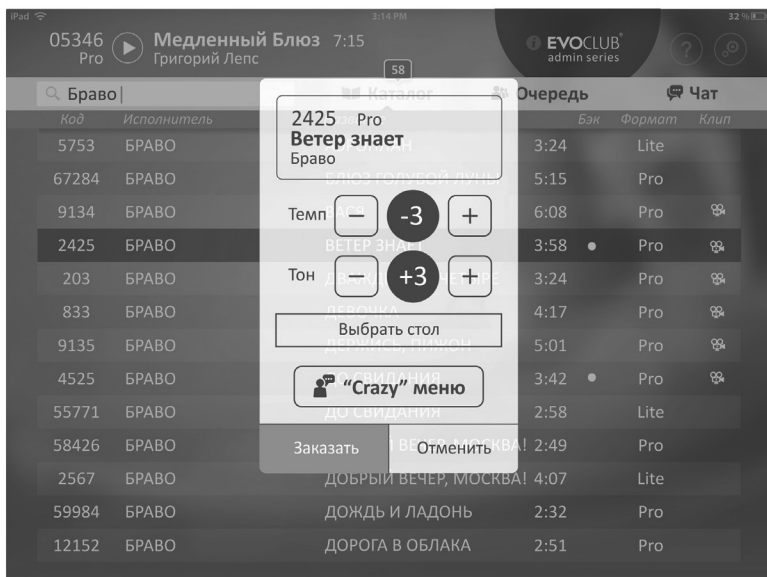 iPad 3:14 PM 32 %
05346 Медленный Блюз 7:15
Pro Григорий Лепс
EVOCLUB®
admin series
?
58
Браво Каталог Очередь Чат
Код Исполнитель Бэк Формат Клип
2425 Pro
Ветер знает
Браво
Темп − -3 +
Тон − +3 +
Выбрать стол
“Crazy” меню
Заказать Отменить
5753 БРАВО 3:24 Lite
67284 БРАВО БЛЮЗ ГОЛУБОЙ ЛУНЫ 5:15 Pro
9134 БРАВО ВАСЯ 6:08 Pro
2425 БРАВО ВЕТЕР ЗНАЕТ 3:58 Pro
203 БРАВО 3:24 Pro
833 БРАВО ДЕВОЧКА 4:17 Pro
9135 БРАВО ДЕРЖИСЬ, ПИЖОН 5:01 Pro
4525 БРАВО ДО СВИДАНИЯ 3:42 Pro
55771 БРАВО ДО СВИДАНИЯ 2:58 Lite
58426 БРАВО ВЕЧЕР, МОСКВА! 2:49 Pro
2567 БРАВО ДОБРЫЙ ВЕЧЕР, МОСКВА! 4:07 Lite
59984 БРАВО ДОЖДЬ И ЛАДОНЬ 2:32 Pro
12152 БРАВО ДОРОГА В ОБЛАКА 2:51 Pro